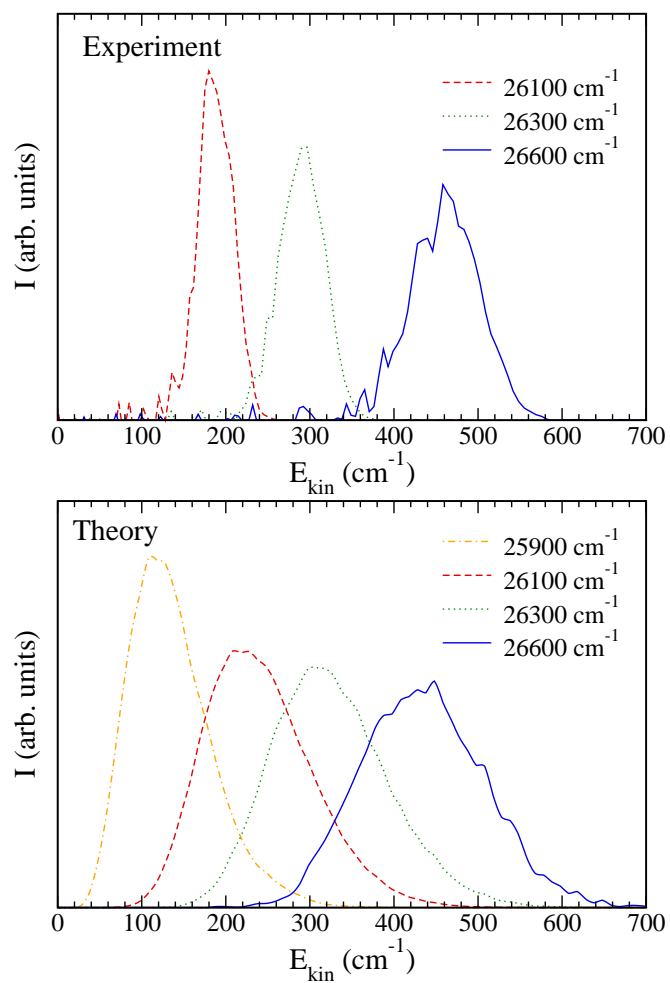 Experiment
26100 cm⁻¹
26300 cm⁻¹
26600 cm⁻¹
I (arb. units)
0 100 200 300 400 500 600 700
E_kin (cm⁻¹)
Theory
25900 cm⁻¹
26100 cm⁻¹
26300 cm⁻¹
26600 cm⁻¹
I (arb. units)
0 100 200 300 400 500 600 700
E_kin (cm⁻¹)